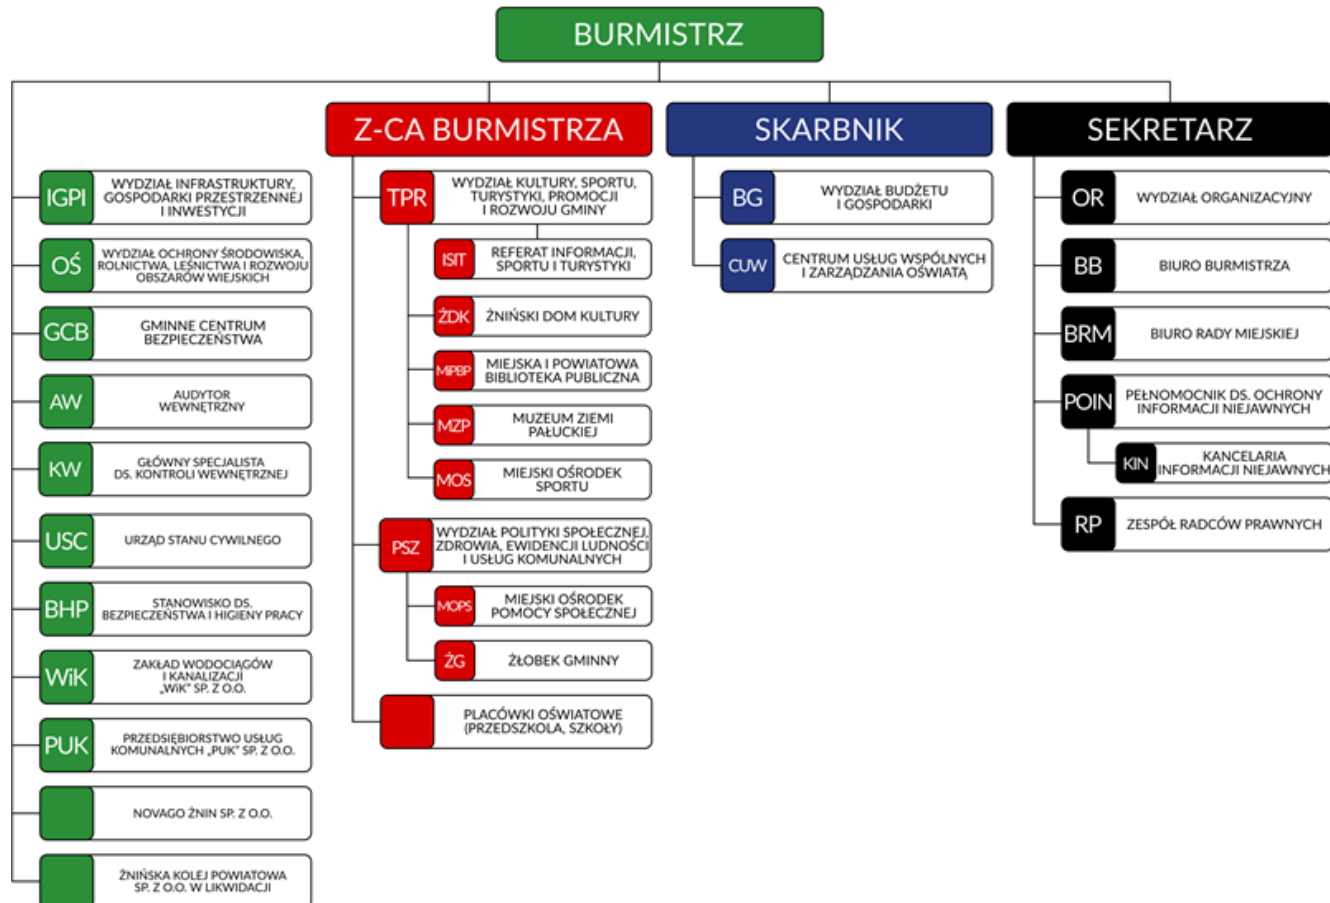 BURMISTRZ
Z-CA BURMISTRZA
SKARBNIK
SEKRETARZ
IGPI
WYDZIAŁ INFRASTRUKTURY,
GOSPODARKI PRZESTRZENNEJ
I INWESTYCJI
OŚ
WYDZIAŁ OCHRONY ŚRODOWISKA,
ROLNICTWA, LEŚNICTWA I ROZWOJU
OBSZARÓW WIEJSKICH
GCB
GMINNE CENTRUM
BEZPIECZEŃSTWA
AW
AUDYTOR
WEWNĘTRZNY
KW
GŁÓWNY SPECJALISTA
DS. KONTROLI WEWNĘTRZNEJ
USC
URZĄD STANU CYWILNEGO
BHP
STANOWISKO DS.
BEZPIECZEŃSTWA I HIGIENY PRACY
WiK
ZAKŁAD WODOCIĄGÓW
I KANALIZACJI
„WiK" SP. Z O.O.
PUK
PRZEDSIĘBIORSTWO USŁUG
KOMUNALNYCH „PUK" SP. Z O.O.
NOVAGO ŻNIN SP. Z O.O.
ŻNIŃSKA KOLEJ POWIATOWA
SP. Z O.O. W LIKWIDACJI
TPR
WYDZIAŁ KULTURY, SPORTU,
TURYSTYKI, PROMOCJI
I ROZWOJU GMINY
ISIT
REFERAT INFORMACJI,
SPORTU I TURYSTYKI
ŻDK
ŻNIŃSKI DOM KULTURY
MiPBP
MIEJSKA I POWIATOWA
BIBLIOTEKA PUBLICZNA
MZP
MUZEUM ZIEMI
PAŁUCKIEJ
MOS
MIEJSKI OŚRODEK
SPORTU
PSZ
WYDZIAŁ POLITYKI SPOŁECZNEJ,
ZDROWIA, EWIDENCJI LUDNOŚCI
I USŁUG KOMUNALNYCH
MOPS
MIEJSKI OŚRODEK
POMOCY SPOŁECZNEJ
ŻG
ŻŁOBEK GMINNY
PLACÓWKI OŚWIATOWE
(PRZEDSZKOLA, SZKOŁY)
BG
WYDZIAŁ BUDŻETU
I GOSPODARKI
CUW
CENTRUM USŁUG WSPÓLNYCH
I ZARZĄDZANIA OŚWIATĄ
OR
WYDZIAŁ ORGANIZACYJNY
BB
BIURO BURMISTRZA
BRM
BIURO RADY MIEJSKIEJ
POIN
PEŁNOMOCNIK DS. OCHRONY
INFORMACJI NIEJAWNYCH
KIN
KANCELARIA
INFORMACJI NIEJAWNYCH
RP
ZESPÓŁ RADCÓW PRAWNYCH